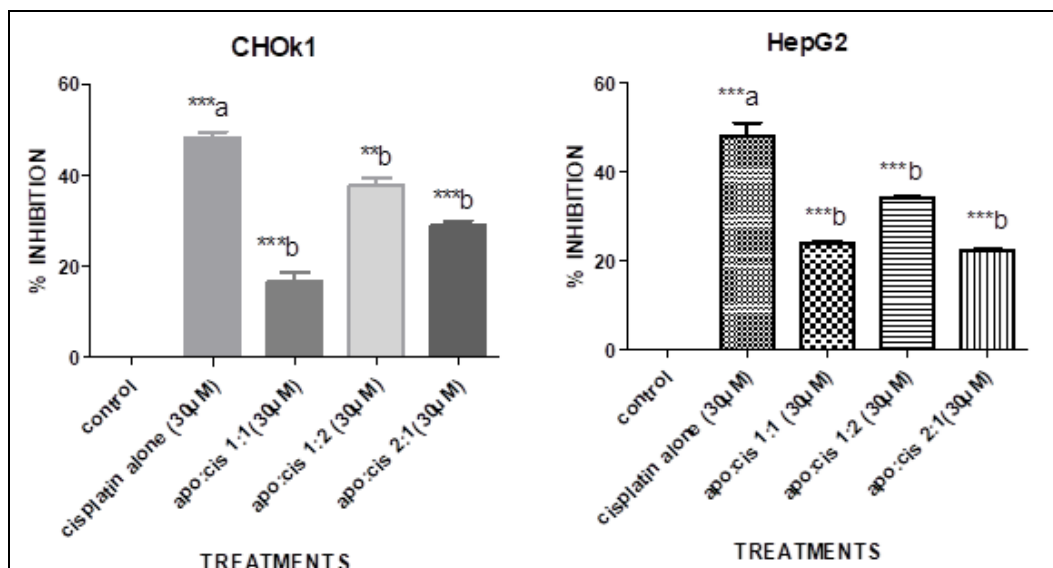 CHOk1
% INHIBITION
60
40
20
0
***a
***b
**b
***b
control
cisplatin alone (30µM)
apo:cis 1:1(30µM)
apo:cis 1:2 (30µM)
apo:cis 2:1(30µM)
TREATMENTS
HepG2
% INHIBITION
60
40
20
0
***a
***b
***b
***b
control
cisplatin alone (30µM)
apo:cis 1:1 (30µM)
apo:cis 1:2 (30µM)
apo:cis 2:1 (30µM)
TREATMENTS